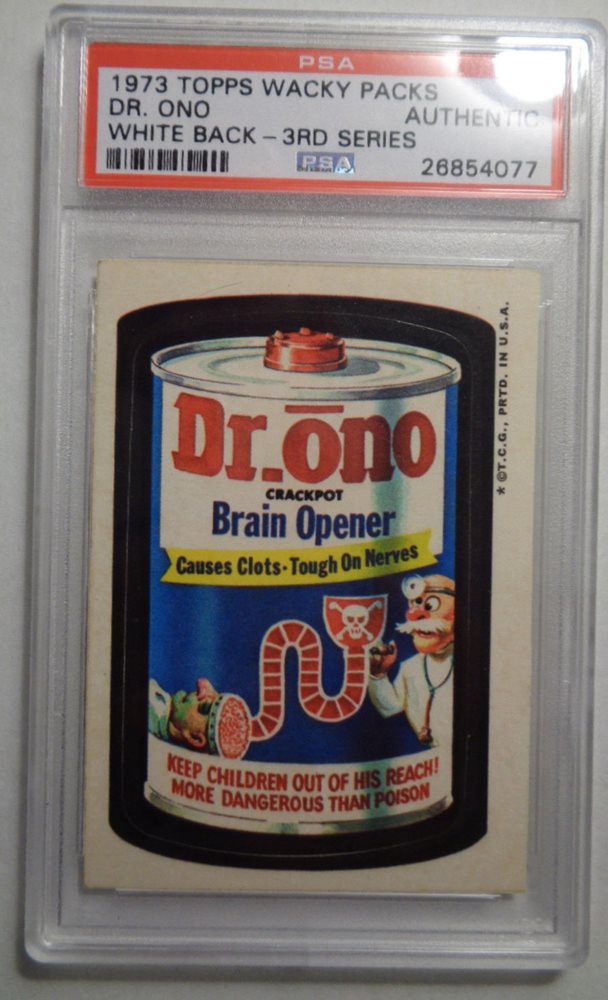 PSA
1973 TOPPS WACKY PACKS
DR. ONO AUTHENTIC
WHITE BACK – 3RD SERIES
PSA 26854077
* ©T.C.G., PRTD. IN U.S.A.
Dr. ōno
CRACKPOT
Brain Opener
Causes Clots · Tough On Nerves
KEEP CHILDREN OUT OF HIS REACH!
MORE DANGEROUS THAN POISON